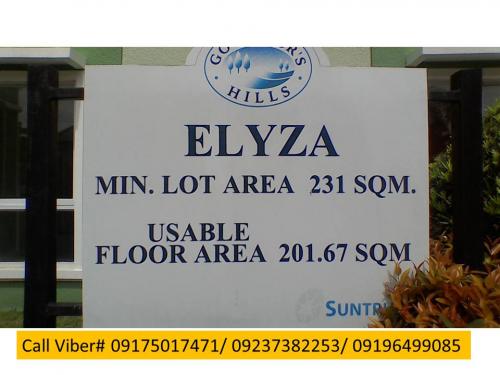 HILLS
ELYZA
MIN. LOT AREA 231 SQM.
USABLE
FLOOR AREA 201.67 SQM
Call Viber# 09175017471/ 09237382253/ 09196499085